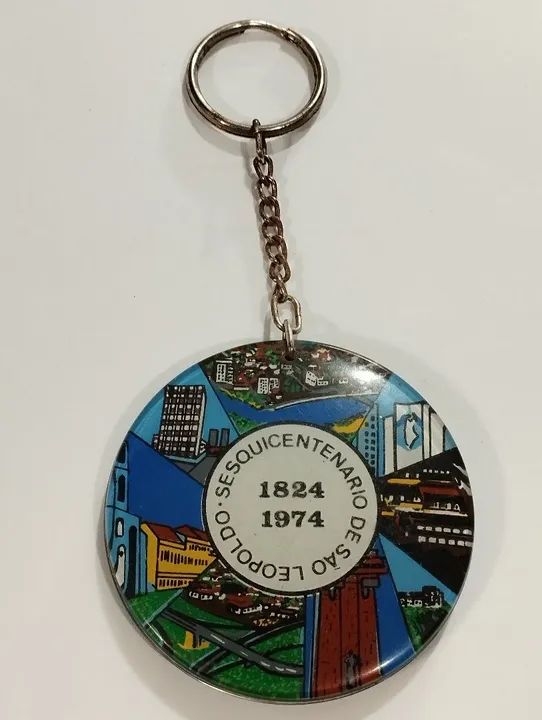 SESQUICENTENARIO DE SÃO LEOPOLDO ·
1824
1974